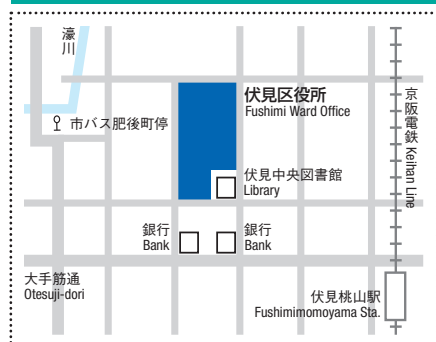 濠川
伏見区役所
Fushimi Ward Office
市バス肥後町停
京阪電鉄 Keihan Line
伏見中央図書館
Library
銀行
Bank
銀行
Bank
大手筋通
Otesuji-dori
伏見桃山駅
Fushimimomoyama Sta.